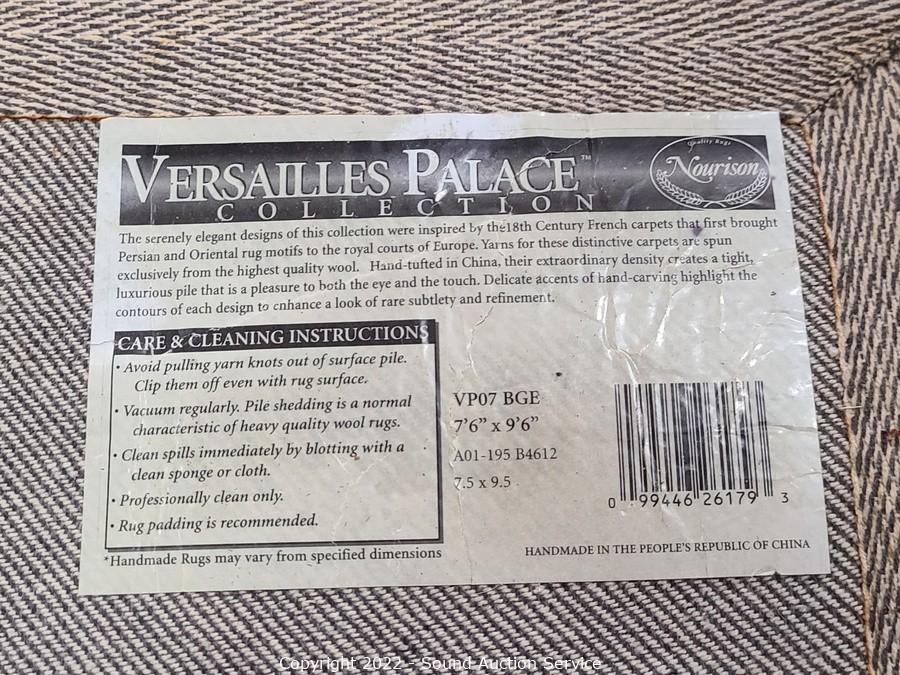 VERSAILLES PALACE™
COLLECTION
Quality Rugs
Nourison
The serenely elegant designs of this collection were inspired by the18th Century French carpets that first brought
Persian and Oriental rug motifs to the royal courts of Europe. Yarns for these distinctive carpets are spun
exclusively from the highest quality wool. Hand-tufted in China, their extraordinary density creates a tight,
luxurious pile that is a pleasure to both the eye and the touch. Delicate accents of hand-carving highlight the
contours of each design to enhance a look of rare subtlety and refinement.
CARE & CLEANING INSTRUCTIONS
• Avoid pulling yarn knots out of surface pile.
Clip them off even with rug surface.
• Vacuum regularly. Pile shedding is a normal
characteristic of heavy quality wool rugs.
• Clean spills immediately by blotting with a
clean sponge or cloth.
• Professionally clean only.
• Rug padding is recommended.
*Handmade Rugs may vary from specified dimensions
VP07 BGE
7'6" x 9'6"
A01-195 B4612
7.5 x 9.5
0 99446 26179 3
HANDMADE IN THE PEOPLE'S REPUBLIC OF CHINA
Copyright 2022 - Sound Auction Service